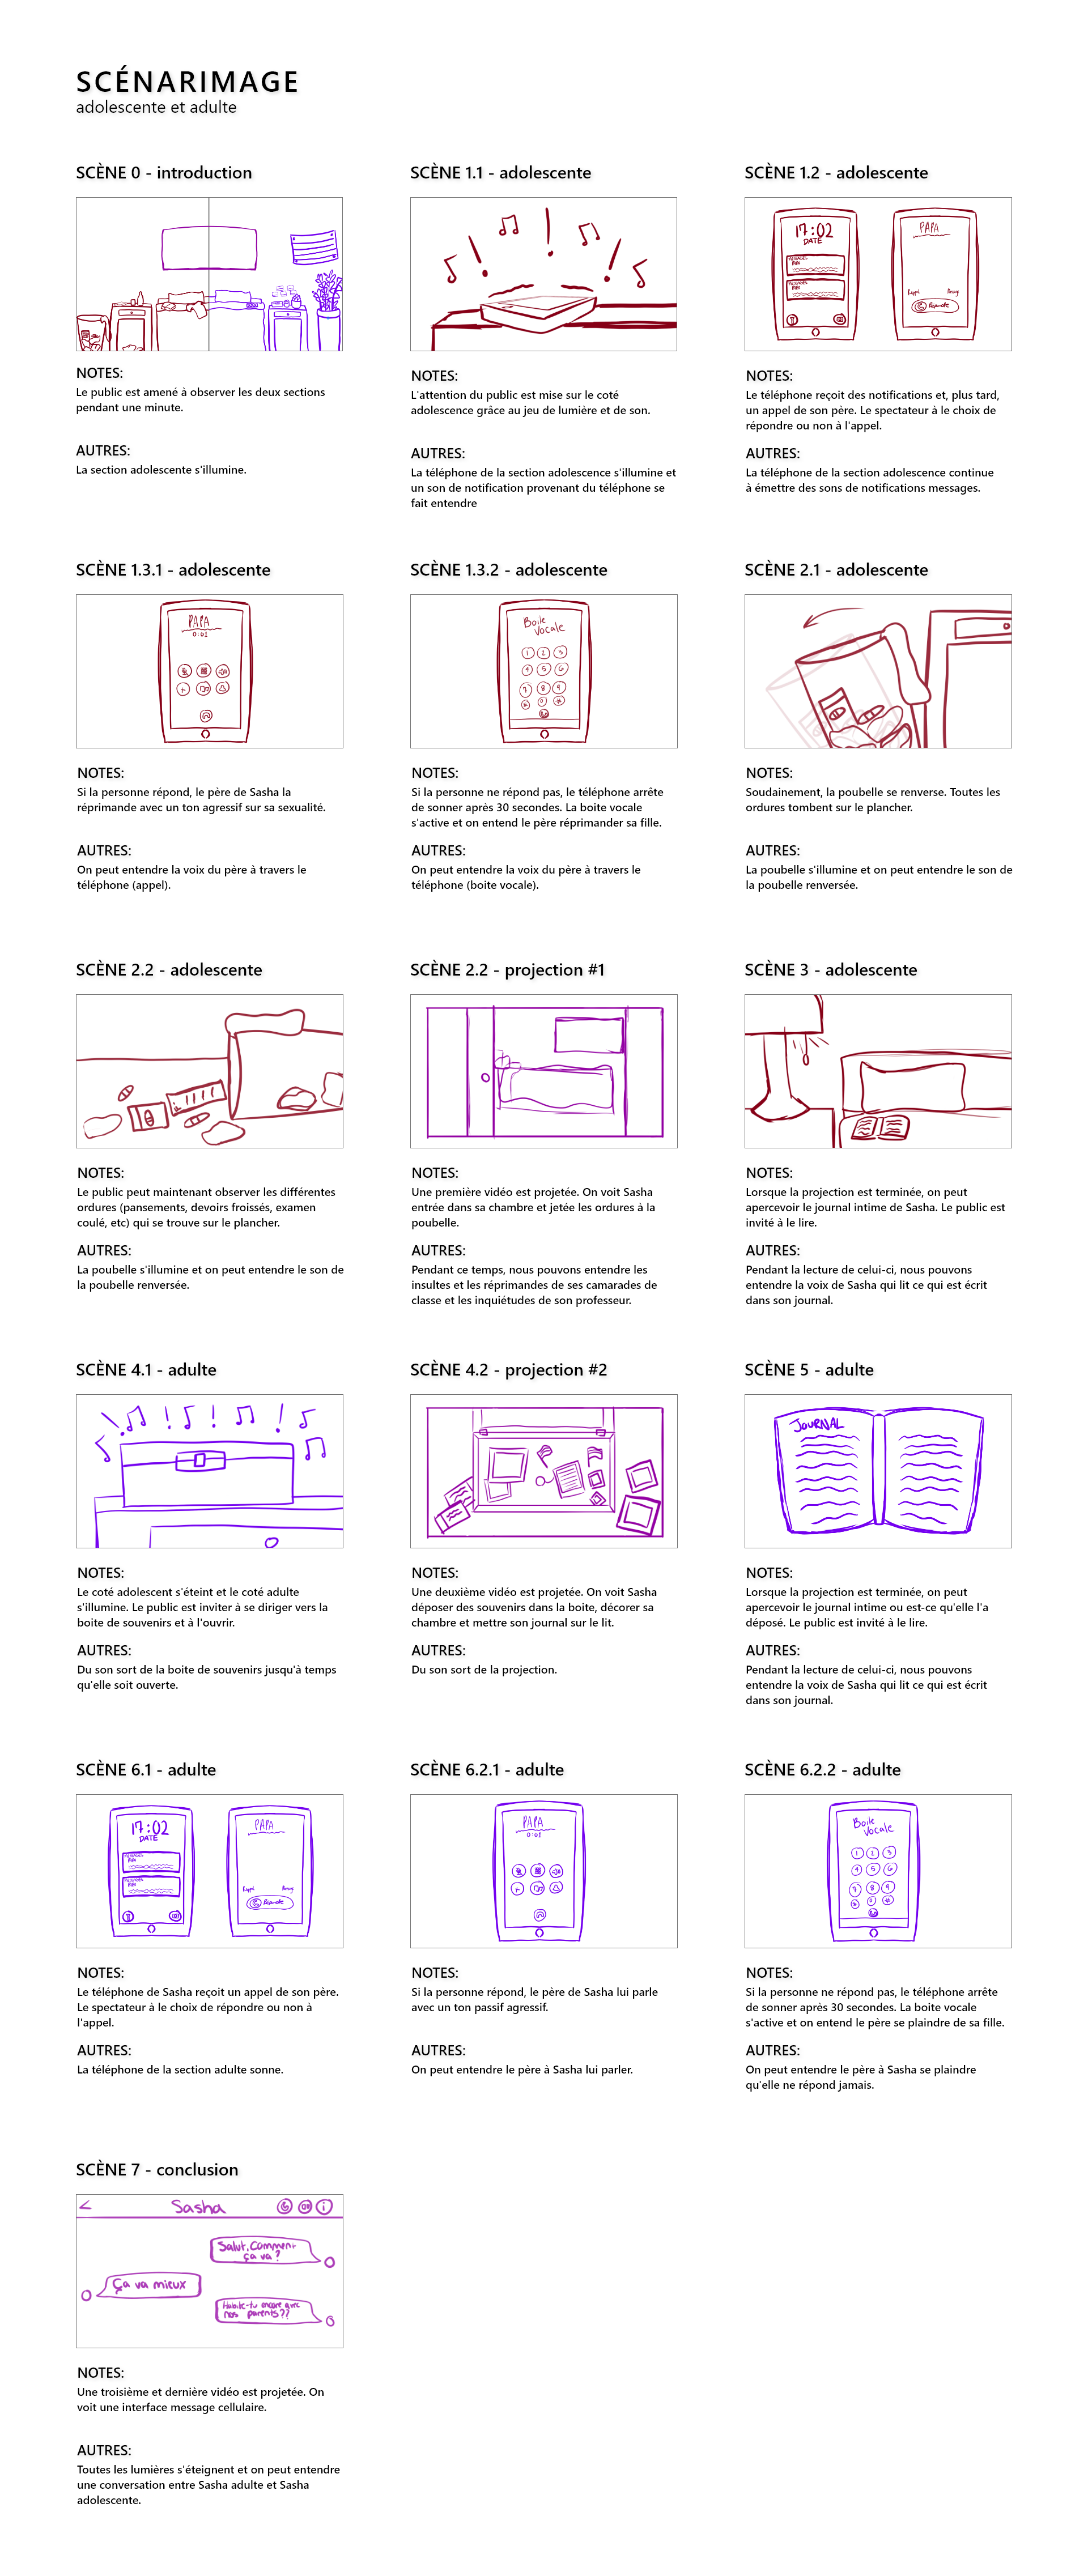 SCÉNARIMAGE
adolescente et adulte
SCÈNE 0 - introduction
NOTES:
Le public est amené à observer les deux sections
pendant une minute.
AUTRES:
La section adolescente s'illumine.
SCÈNE 1.1 - adolescente
NOTES:
L'attention du public est mise sur le coté
adolescence grâce au jeu de lumière et de son.
AUTRES:
La téléphone de la section adolescence s'illumine et
un son de notification provenant du téléphone se
fait entendre
SCÈNE 1.2 - adolescente
17:02
DATE
PAPA
NOTES:
Le téléphone reçoit des notifications et, plus tard,
un appel de son père. Le spectateur à le choix de
répondre ou non à l'appel.
AUTRES:
La téléphone de la section adolescence continue
à émettre des sons de notifications messages.
SCÈNE 1.3.1 - adolescente
PAPA
0:01
NOTES:
Si la personne répond, le père de Sasha la
réprimande avec un ton agressif sur sa sexualité.
AUTRES:
On peut entendre la voix du père à travers le
téléphone (appel).
SCÈNE 1.3.2 - adolescente
Boite
vocale
1 2 3
4 5 6
7 8 9
* 0 #
NOTES:
Si la personne ne répond pas, le téléphone arrête
de sonner après 30 secondes. La boite vocale
s'active et on entend le père réprimander sa fille.
AUTRES:
On peut entendre la voix du père à travers le
téléphone (boite vocale).
SCÈNE 2.1 - adolescente
NOTES:
Soudainement, la poubelle se renverse. Toutes les
ordures tombent sur le plancher.
AUTRES:
La poubelle s'illumine et on peut entendre le son de
la poubelle renversée.
SCÈNE 2.2 - adolescente
NOTES:
Le public peut maintenant observer les différentes
ordures (pansements, devoirs froissés, examen
coulé, etc) qui se trouve sur le plancher.
AUTRES:
La poubelle s'illumine et on peut entendre le son de
la poubelle renversée.
SCÈNE 2.2 - projection #1
NOTES:
Une première vidéo est projetée. On voit Sasha
entrée dans sa chambre et jetée les ordures à la
poubelle.
AUTRES:
Pendant ce temps, nous pouvons entendre les
insultes et les réprimandes de ses camarades de
classe et les inquiétudes de son professeur.
SCÈNE 3 - adolescente
NOTES:
Lorsque la projection est terminée, on peut
apercevoir le journal intime de Sasha. Le public est
invité à le lire.
AUTRES:
Pendant la lecture de celui-ci, nous pouvons
entendre la voix de Sasha qui lit ce qui est écrit
dans son journal.
SCÈNE 4.1 - adulte
NOTES:
Le coté adolescent s'éteint et le coté adulte
s'illumine. Le public est inviter à se diriger vers la
boite de souvenirs et à l'ouvrir.
AUTRES:
Du son sort de la boite de souvenirs jusqu'à temps
qu'elle soit ouverte.
SCÈNE 4.2 - projection #2
NOTES:
Une deuxième vidéo est projetée. On voit Sasha
déposer des souvenirs dans la boite, décorer sa
chambre et mettre son journal sur le lit.
AUTRES:
Du son sort de la projection.
SCÈNE 5 - adulte
JOURNAL
NOTES:
Lorsque la projection est terminée, on peut
apercevoir le journal intime ou est-ce qu'elle l'a
déposé. Le public est invité à le lire.
AUTRES:
Pendant la lecture de celui-ci, nous pouvons
entendre la voix de Sasha qui lit ce qui est écrit
dans son journal.
SCÈNE 6.1 - adulte
17:02
DATE
PAPA
NOTES:
Le téléphone de Sasha reçoit un appel de son père.
Le spectateur à le choix de répondre ou non à
l'appel.
AUTRES:
La téléphone de la section adulte sonne.
SCÈNE 6.2.1 - adulte
PAPA
0:01
NOTES:
Si la personne répond, le père de Sasha lui parle
avec un ton passif agressif.
AUTRES:
On peut entendre le père à Sasha lui parler.
SCÈNE 6.2.2 - adulte
Boite
vocale
1 2 3
4 5 6
7 8 9
* 0 #
NOTES:
Si la personne ne répond pas, le téléphone arrête
de sonner après 30 secondes. La boite vocale
s'active et on entend le père se plaindre de sa fille.
AUTRES:
On peut entendre le père à Sasha se plaindre
qu'elle ne répond jamais.
SCÈNE 7 - conclusion
Sasha
Salut, Comment
ça va ?
Ça va mieux
Habite-tu encore avec
nos parents??
NOTES:
Une troisième et dernière vidéo est projetée. On
voit une interface message cellulaire.
AUTRES:
Toutes les lumières s'éteignent et on peut entendre
une conversation entre Sasha adulte et Sasha
adolescente.